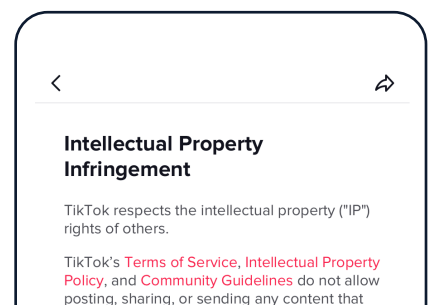 Intellectual Property
Infringement
TikTok respects the intellectual property ("IP")
rights of others.
TikTok’s Terms of Service, Intellectual Property
Policy, and Community Guidelines do not allow
posting, sharing, or sending any content that